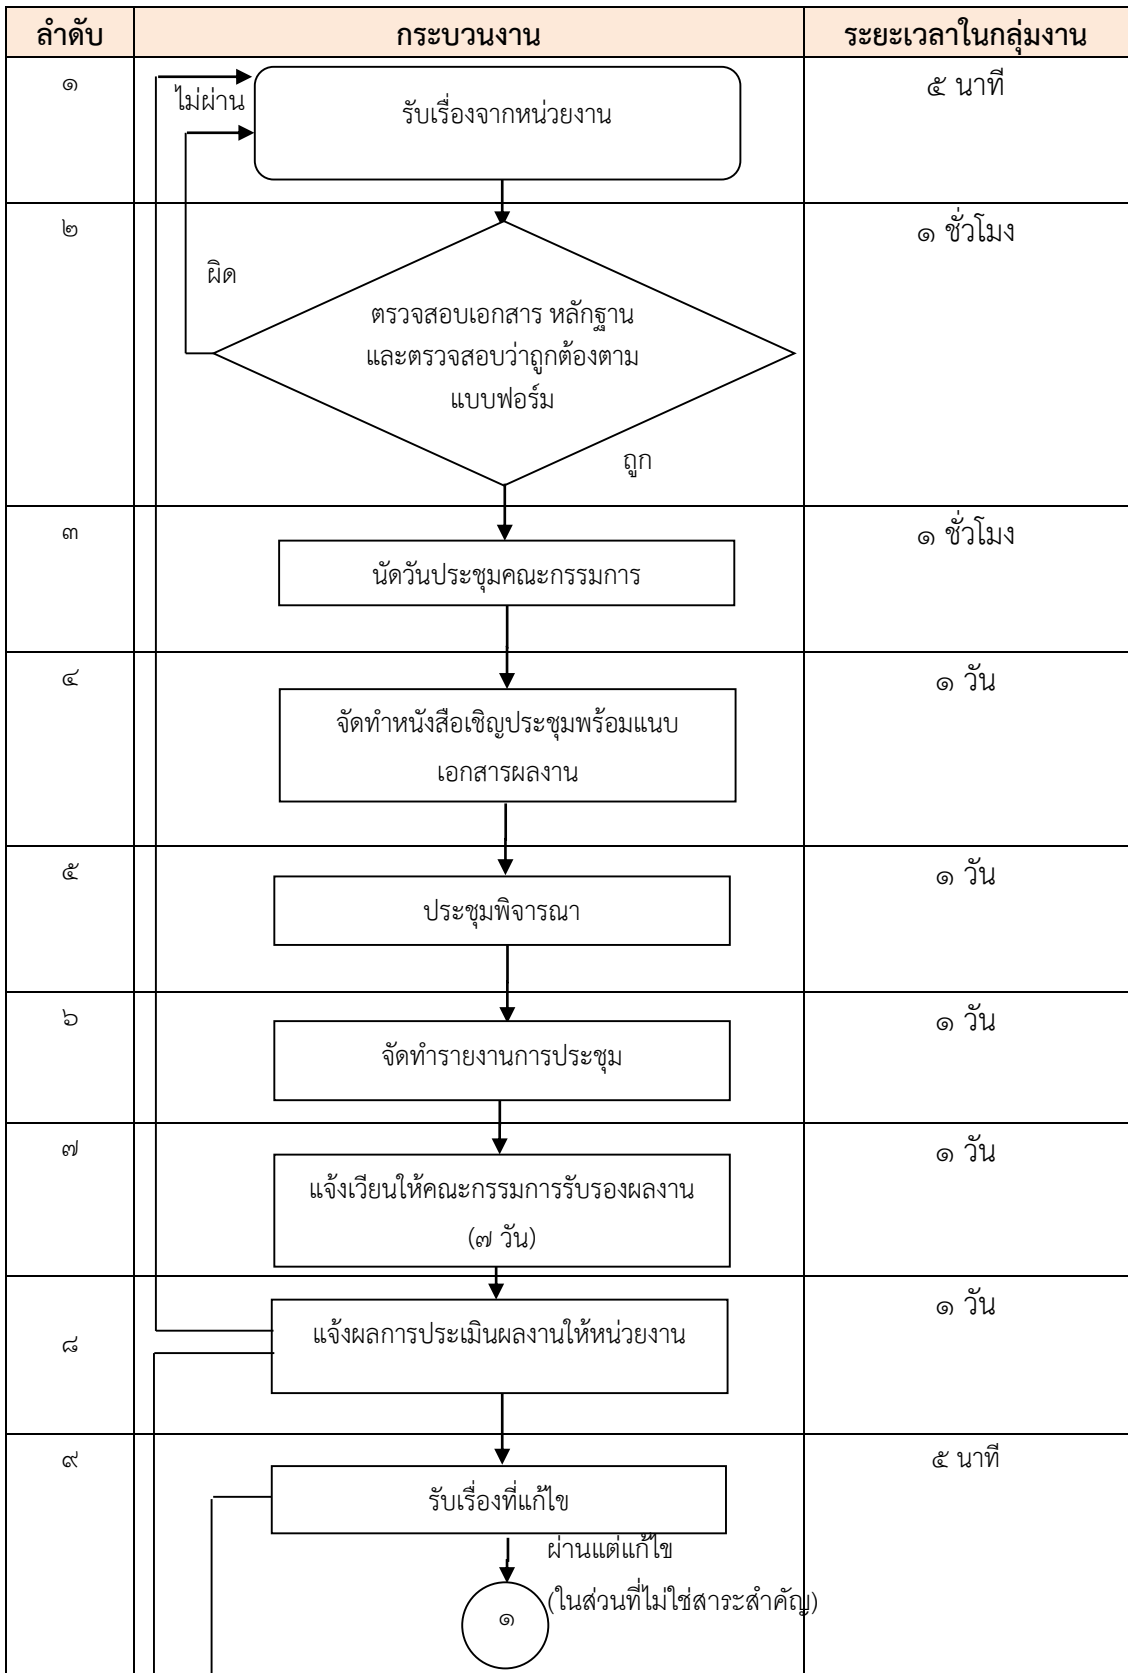 ลำดับ กระบวนงาน ระยะเวลาในกลุ่มงาน
๑ ๕ นาที
ไม่ผ่าน
รับเรื่องจากหน่วยงาน
๒ ๑ ชั่วโมง
ผิด
ตรวจสอบเอกสาร หลักฐาน
และตรวจสอบว่าถูกต้องตาม
แบบฟอร์ม
ถูก
๓ ๑ ชั่วโมง
นัดวันประชุมคณะกรรมการ
๔ ๑ วัน
จัดทำหนังสือเชิญประชุมพร้อมแนบ
เอกสารผลงาน
๕ ๑ วัน
ประชุมพิจารณา
๖ ๑ วัน
จัดทำรายงานการประชุม
๗ ๑ วัน
แจ้งเวียนให้คณะกรรมการรับรองผลงาน
(๗ วัน)
๘ ๑ วัน
แจ้งผลการประเมินผลงานให้หน่วยงาน
๙ ๕ นาที
รับเรื่องที่แก้ไข
ผ่านแต่แก้ไข
(ในส่วนที่ไม่ใช่สาระสำคัญ)
๑